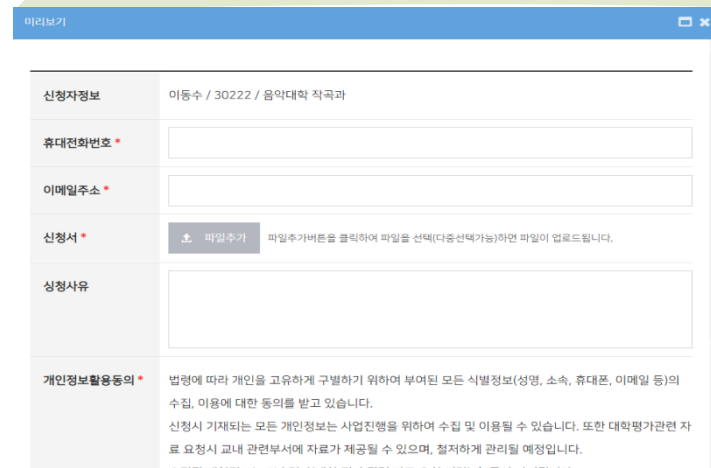 미리보기
신청자정보 이동수 / 30222 / 음악대학 작곡과
휴대전화번호 *
이메일주소 *
신청서 * 파일추가 파일추가버튼을 클릭하여 파일을 선택(다중선택가능)하면 파일이 업로드됩니다.
싱청사유
개인정보활용동의 * 법령에 따라 개인을 고유하게 구별하기 위하여 부여된 모든 식별정보(성명, 소속, 휴대폰, 이메일 등)의
수집, 이용에 대한 동의를 받고 있습니다.
신청시 기재되는 모든 개인정보는 사업진행을 위하여 수집 및 이용될 수 있습니다. 또한 대학평가관련 자
료 요청시 교내 관련부서에 자료가 제공될 수 있으며, 철저하게 관리될 예정입니다.